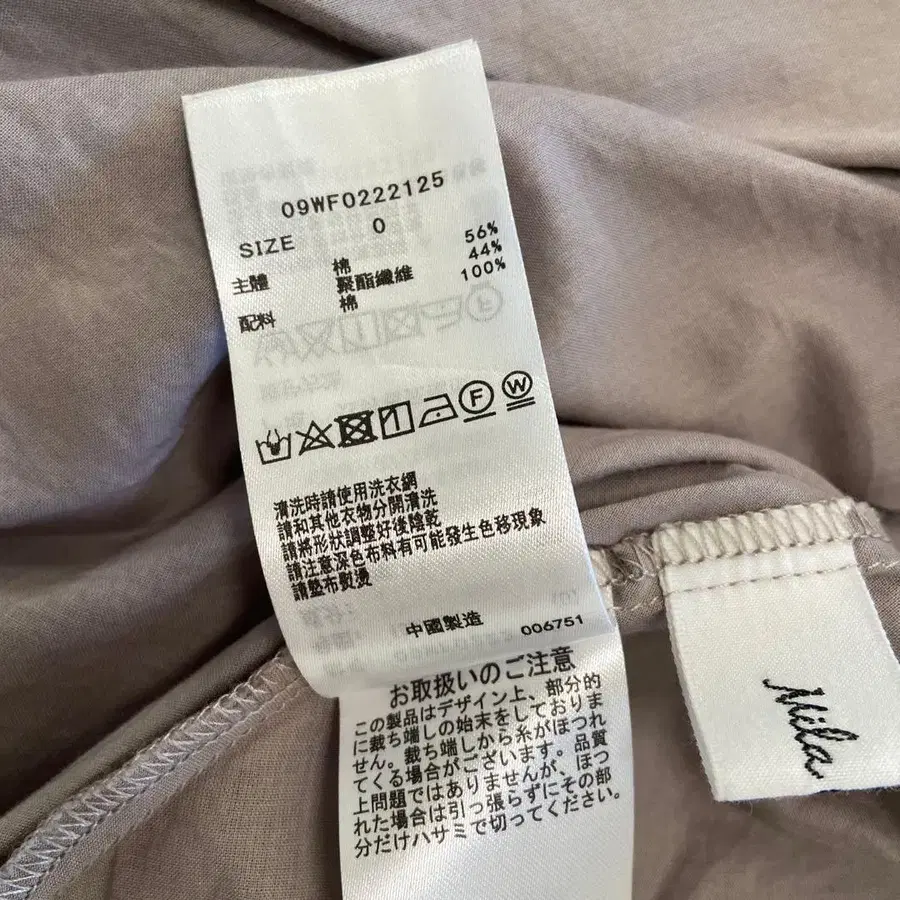 09WF0222125
SIZE 0
主體 棉 56%
聚酯纖維 44%
配料 棉 100%
F W
清洗時請使用洗衣網
請和其他衣物分開清洗
請將形狀調整好後陰乾
請注意深色布料有可能發生色移現象
請墊布熨燙
中國製造 006751
お取扱いのご注意
この製品はデザイン上、部分的
に裁ち端しの始末をしておりま
せん。裁ち端しから糸がほつれ
てくる場合がございます。品質
上問題ではありませんが、ほつ
れた場合は引っ張らずにその部
分だけハサミで切ってください。
Mila